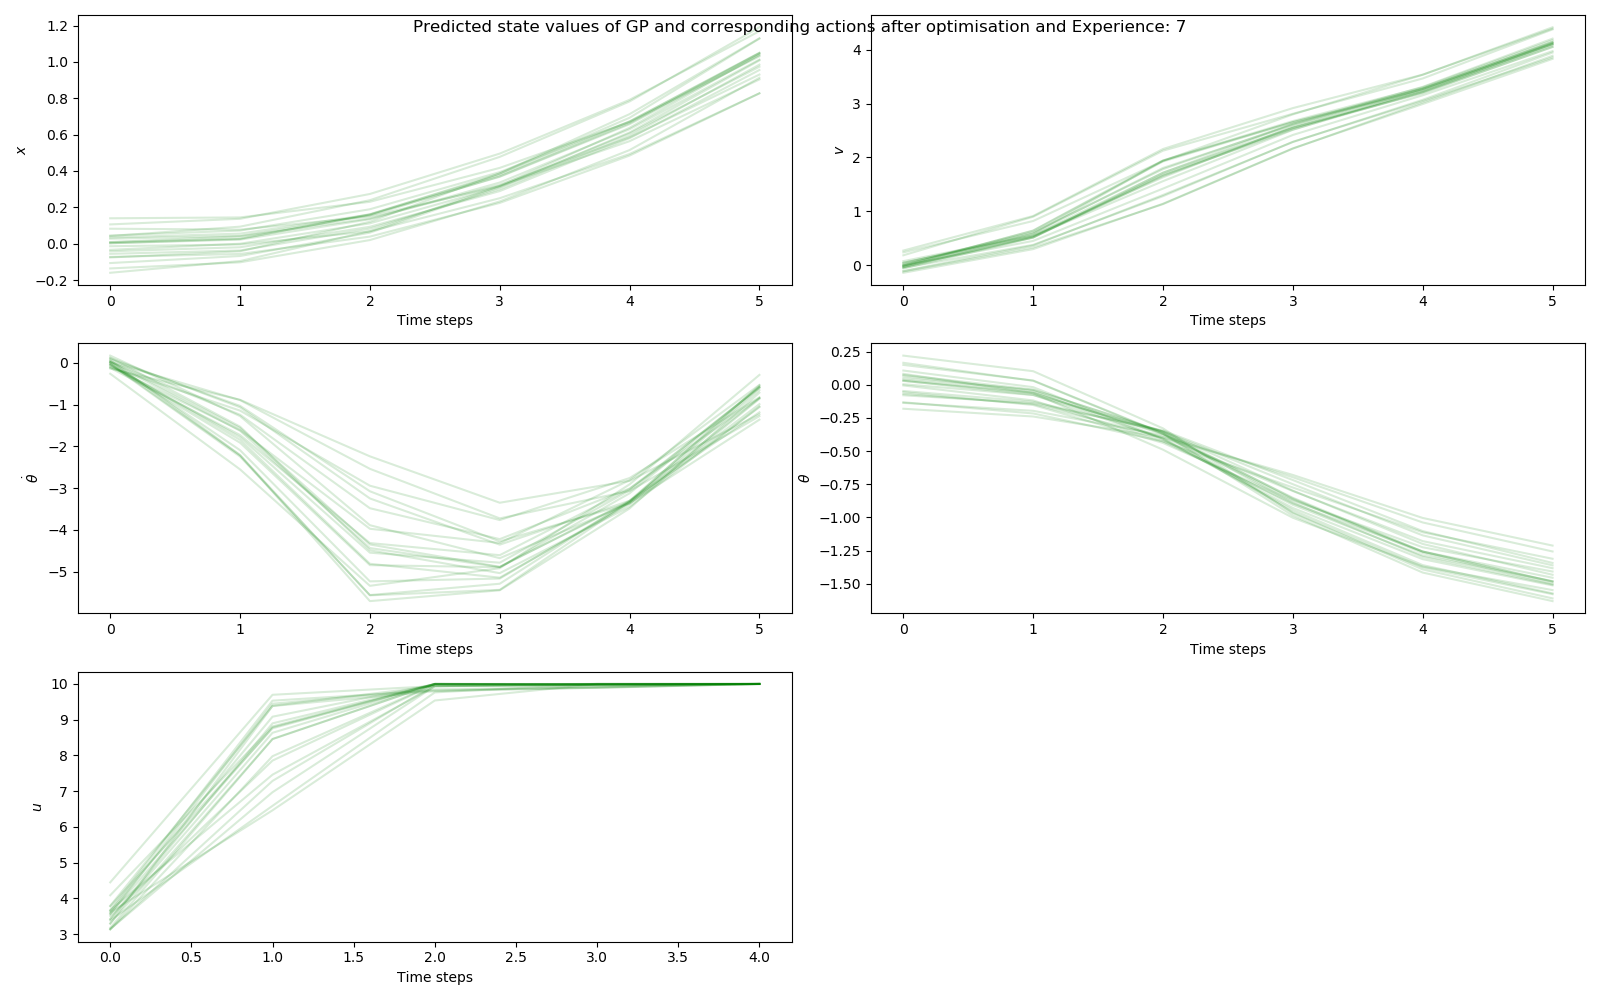 Predicted state values of GP and corresponding actions after optimisation and Experience: 7
1.2
1.0
0.8
0.6
0.4
0.2
0.0
−0.2
x
0 1 2 3 4 5
Time steps
4
3
2
1
0
v
0 1 2 3 4 5
Time steps
0
−1
−2
−3
−4
−5
θ̇
0 1 2 3 4 5
Time steps
0.25
0.00
−0.25
−0.50
−0.75
−1.00
−1.25
−1.50
θ
0 1 2 3 4 5
Time steps
10
9
8
7
6
5
4
3
u
0.0 0.5 1.0 1.5 2.0 2.5 3.0 3.5 4.0
Time steps